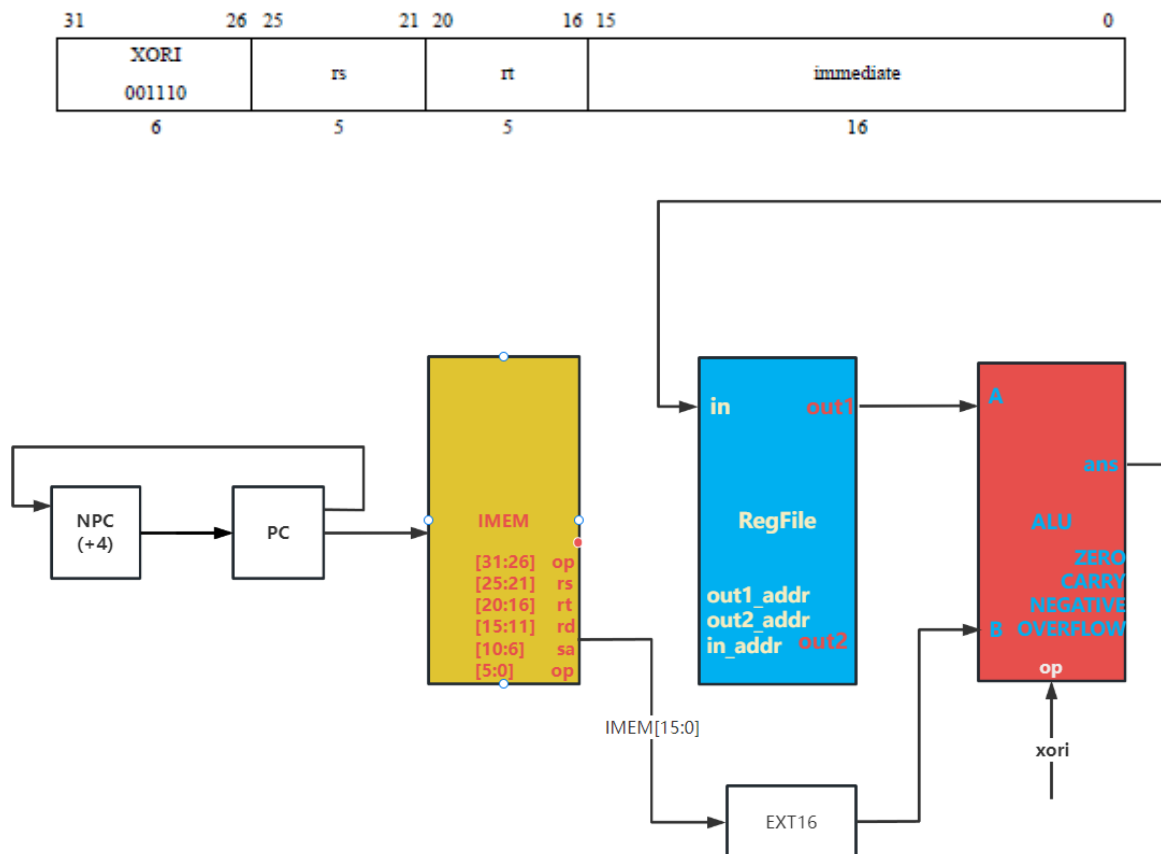 31 26 25 21 20 16 15 0
XORI
001110
rs
rt
immediate
6 5 5 16
NPC
(+4)
PC
IMEM
[31:26] op
[25:21] rs
[20:16] rt
[15:11] rd
[10:6] sa
[5:0] op
IMEM[15:0]
in out1
RegFile
out1_addr
out2_addr
in_addr out2
A
ans
ALU
ZERO
CARRY
NEGATIVE
B OVERFLOW
op
xori
EXT16